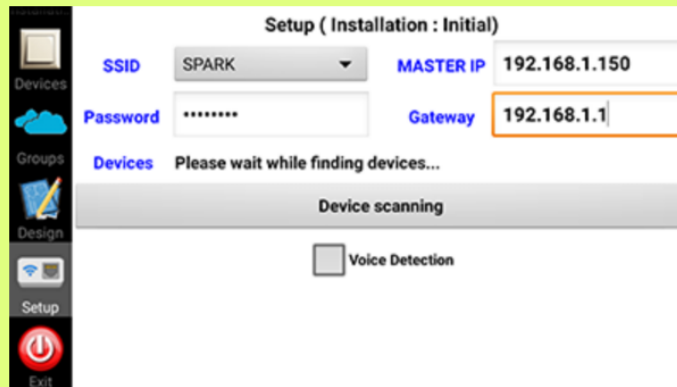 Setup ( Installation : Initial)
Devices
Groups
Design
Setup
Exit
SSID SPARK MASTER IP 192.168.1.150
Password •••••••• Gateway 192.168.1.1
Devices Please wait while finding devices...
Device scanning
Voice Detection